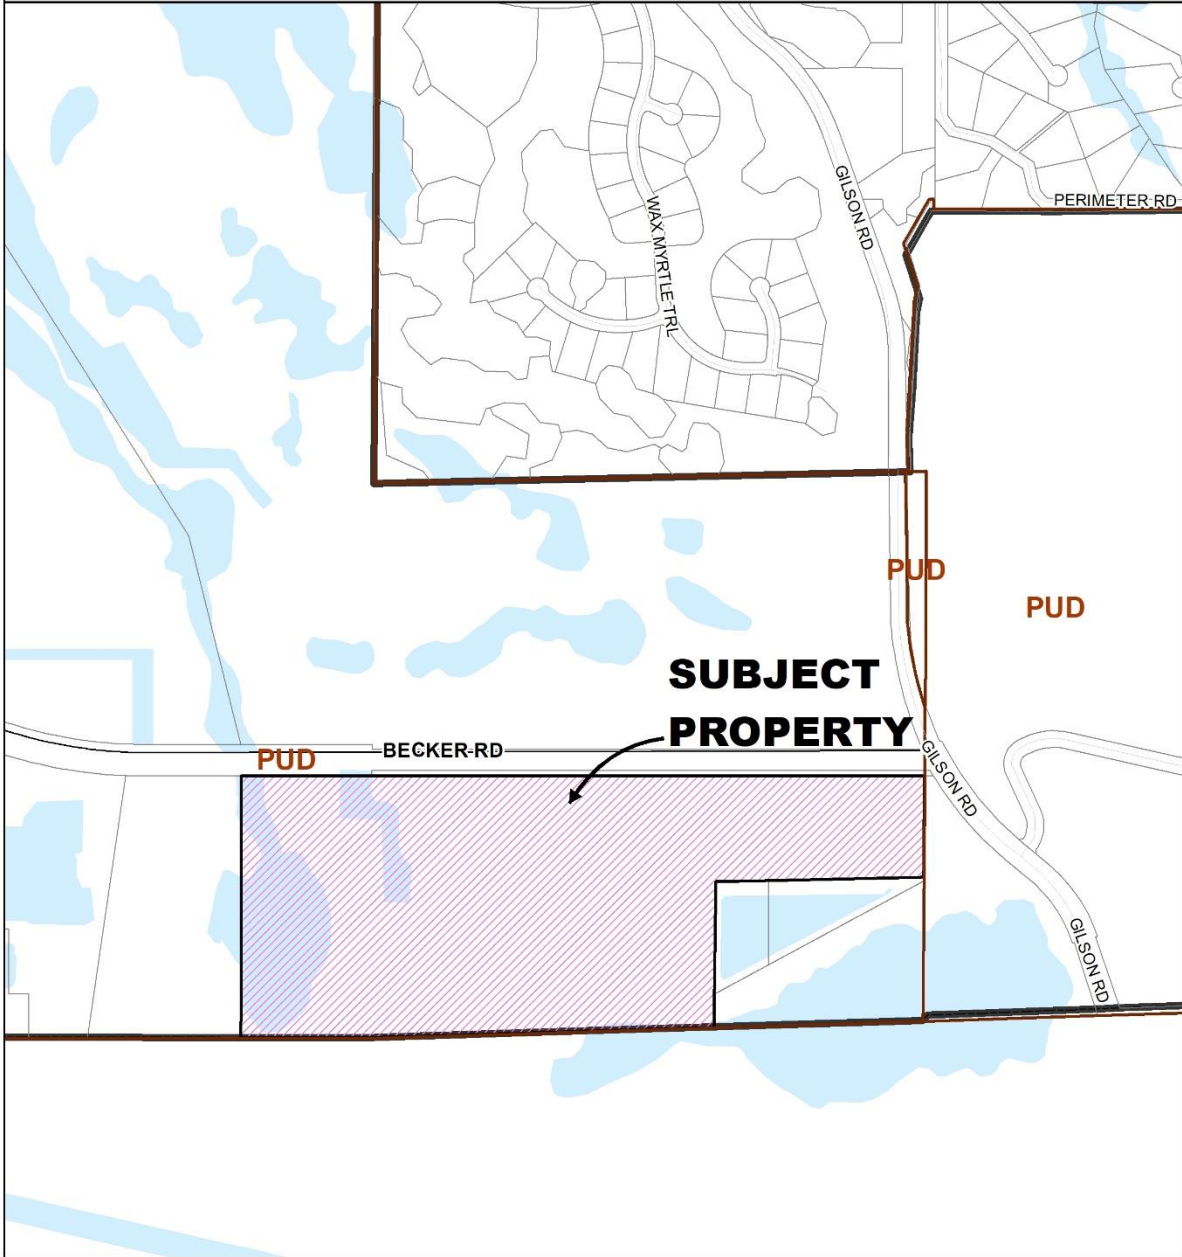 PERIMETER RD
GILSON RD
WAX MYRTLE TRL
PUD
PUD
SUBJECT
PROPERTY
PUD
BECKER RD
GILSON RD
GILSON RD